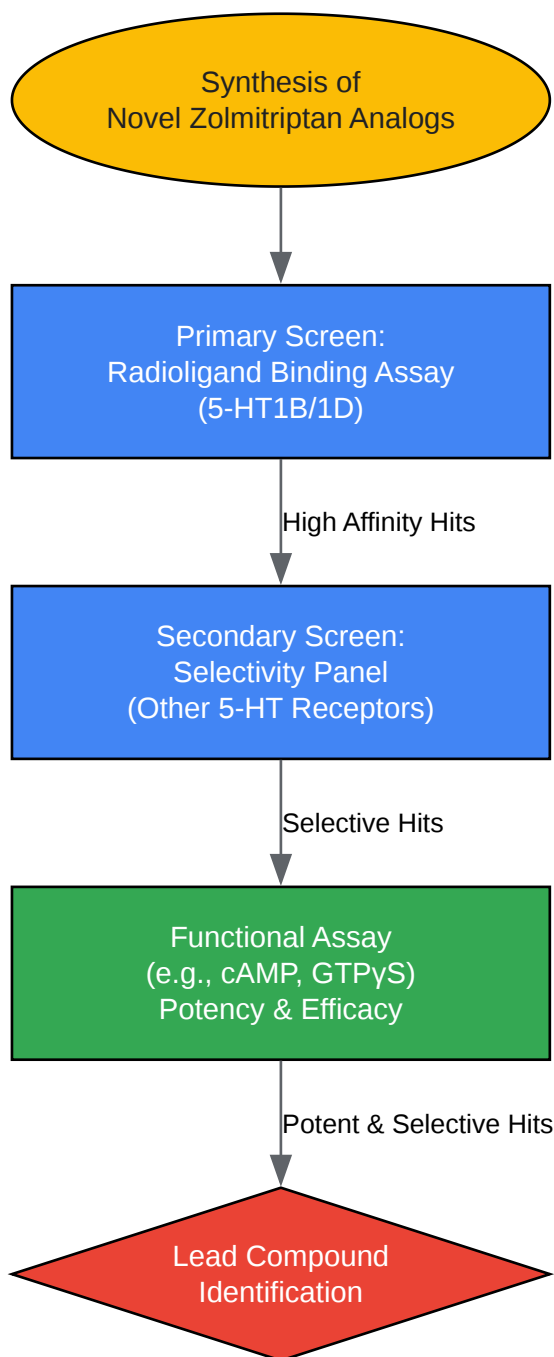 Synthesis of
Novel Zolmitriptan Analogs
Primary Screen:
Radioligand Binding Assay
(5-HT1B/1D)
High Affinity Hits
Secondary Screen:
Selectivity Panel
(Other 5-HT Receptors)
Selective Hits
Functional Assay
(e.g., cAMP, GTPγS)
Potency & Efficacy
Potent & Selective Hits
Lead Compound
Identification